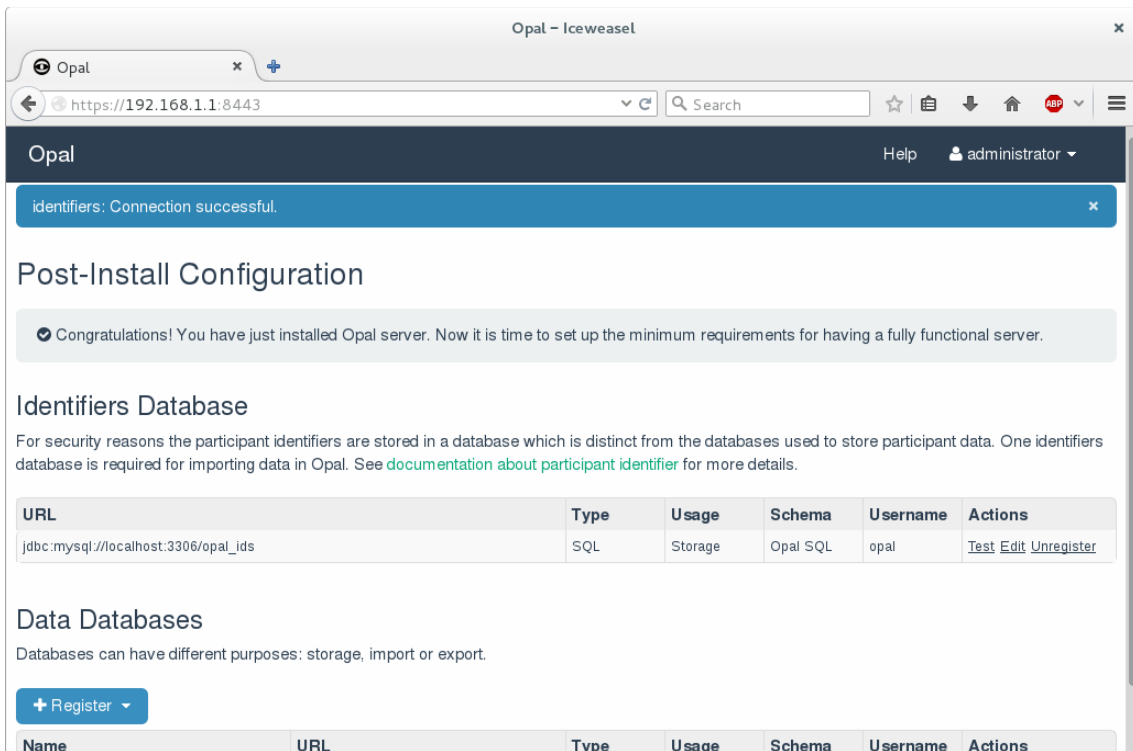 Opal – Iceweasel
Opal
https://192.168.1.1:8443
Search
ABP
Opal Help administrator
identifiers: Connection successful.
Post-Install Configuration
Congratulations! You have just installed Opal server. Now it is time to set up the minimum requirements for having a fully functional server.
Identifiers Database
For security reasons the participant identifiers are stored in a database which is distinct from the databases used to store participant data. One identifiers
database is required for importing data in Opal. See documentation about participant identifier for more details.
URL Type Usage Schema Username Actions
jdbc:mysql://localhost:3306/opal_ids SQL Storage Opal SQL opal Test Edit Unregister
Data Databases
Databases can have different purposes: storage, import or export.
Register
Name URL Type Usage Schema Username Actions